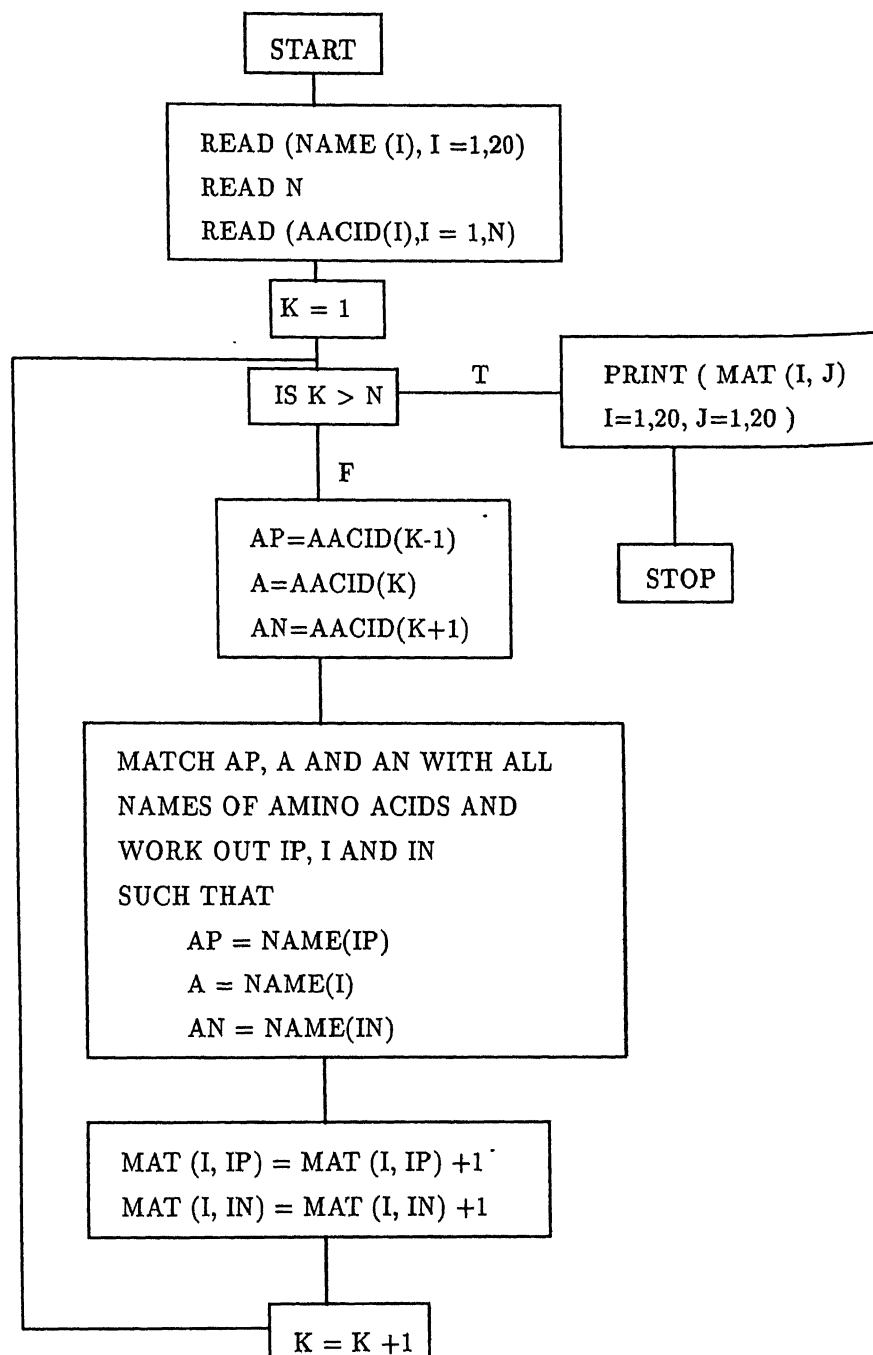 START
READ (NAME (I), I =1,20)
READ N
READ (AACID(I),I = 1,N)
K = 1
IS K > N
T
PRINT ( MAT (I, J)
I=1,20, J=1,20 )
F
STOP
AP=AACID(K-1)
A=AACID(K)
AN=AACID(K+1)
MATCH AP, A AND AN WITH ALL
NAMES OF AMINO ACIDS AND
WORK OUT IP, I AND IN
SUCH THAT
AP = NAME(IP)
A = NAME(I)
AN = NAME(IN)
MAT (I, IP) = MAT (I, IP) +1
MAT (I, IN) = MAT (I, IN) +1
K = K +1